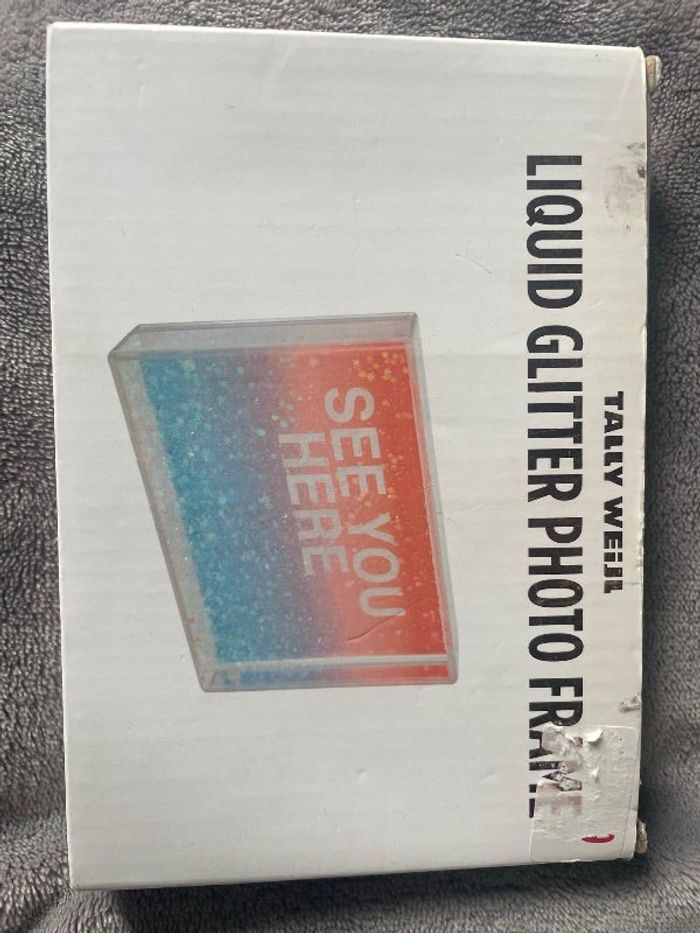 TALLY WEiJL
LIQUID GLITTER PHOTO FRAME
SEE YOU
HERE